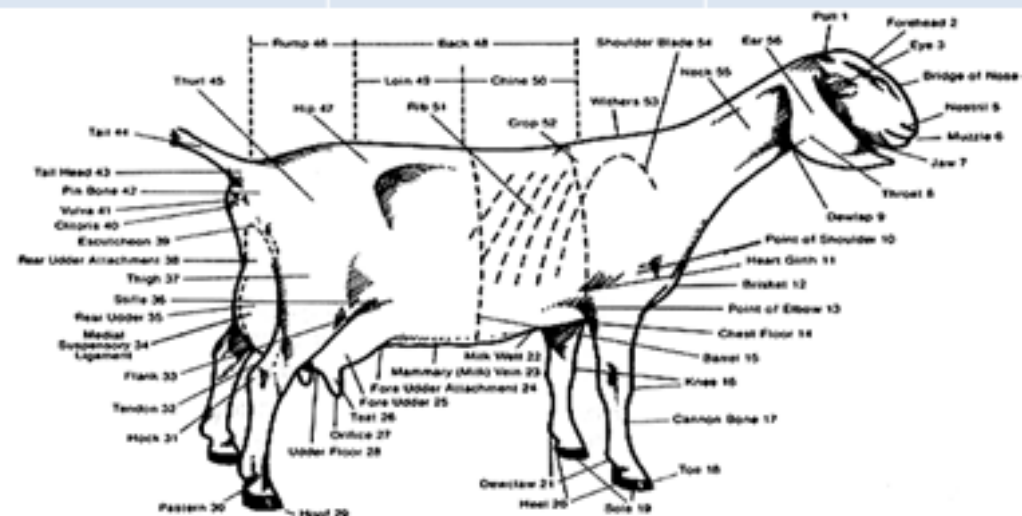 Poll 1
Forehead 2
Eye 3
Bridge of Nose
Nostril 5
Muzzle 6
Jaw 7
Throat 8
Dewlap 9
Point of Shoulder 10
Heart Girth 11
Brisket 12
Point of Elbow 13
Chest Floor 14
Barrel 15
Knee 16
Cannon Bone 17
Toe 18
Sole 19
Heel 20
Dewclaw 21
Milk Well 22
Mammary (Milk) Vein 23
Fore Udder Attachment 24
Fore Udder 25
Teat 26
Orifice 27
Udder Floor 28
Hoof 29
Pastern 30
Hock 31
Tendon 32
Flank 33
Medial
Suspensory 34
Ligament
Rear Udder 35
Stifle 36
Thigh 37
Rear Udder Attachment 38
Escutcheon 39
Clitoris 40
Vulva 41
Pin Bone 42
Tail Head 43
Tail 44
Thurl 45
Rump 46
Hip 47
Back 48
Loin 49
Chine 50
Rib 51
Crop 52
Withers 53
Shoulder Blade 54
Neck 55
Ear 56